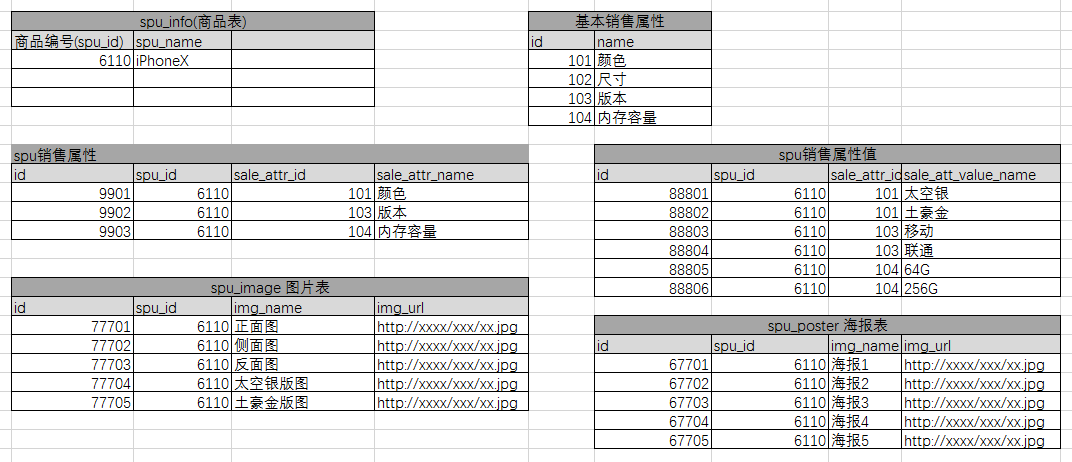 spu_info(商品表)
商品编号(spu_id) spu_name
6110 iPhoneX
基本销售属性
id name
101 颜色
102 尺寸
103 版本
104 内存容量
spu销售属性
id spu_id sale_attr_id sale_attr_name
9901 6110 101 颜色
9902 6110 103 版本
9903 6110 104 内存容量
spu销售属性值
id spu_id sale_attr_id sale_att_value_name
88801 6110 101 太空银
88802 6110 101 土豪金
88803 6110 103 移动
88804 6110 103 联通
88805 6110 104 64G
88806 6110 104 256G
spu_image 图片表
id spu_id img_name img_url
77701 6110 正面图 http://xxxx/xxx/xx.jpg
77702 6110 侧面图 http://xxxx/xxx/xx.jpg
77703 6110 反面图 http://xxxx/xxx/xx.jpg
77704 6110 太空银版图 http://xxxx/xxx/xx.jpg
77705 6110 土豪金版图 http://xxxx/xxx/xx.jpg
spu_poster 海报表
id spu_id img_name img_url
67701 6110 海报1 http://xxxx/xxx/xx.jpg
67702 6110 海报2 http://xxxx/xxx/xx.jpg
67703 6110 海报3 http://xxxx/xxx/xx.jpg
67704 6110 海报4 http://xxxx/xxx/xx.jpg
67705 6110 海报5 http://xxxx/xxx/xx.jpg